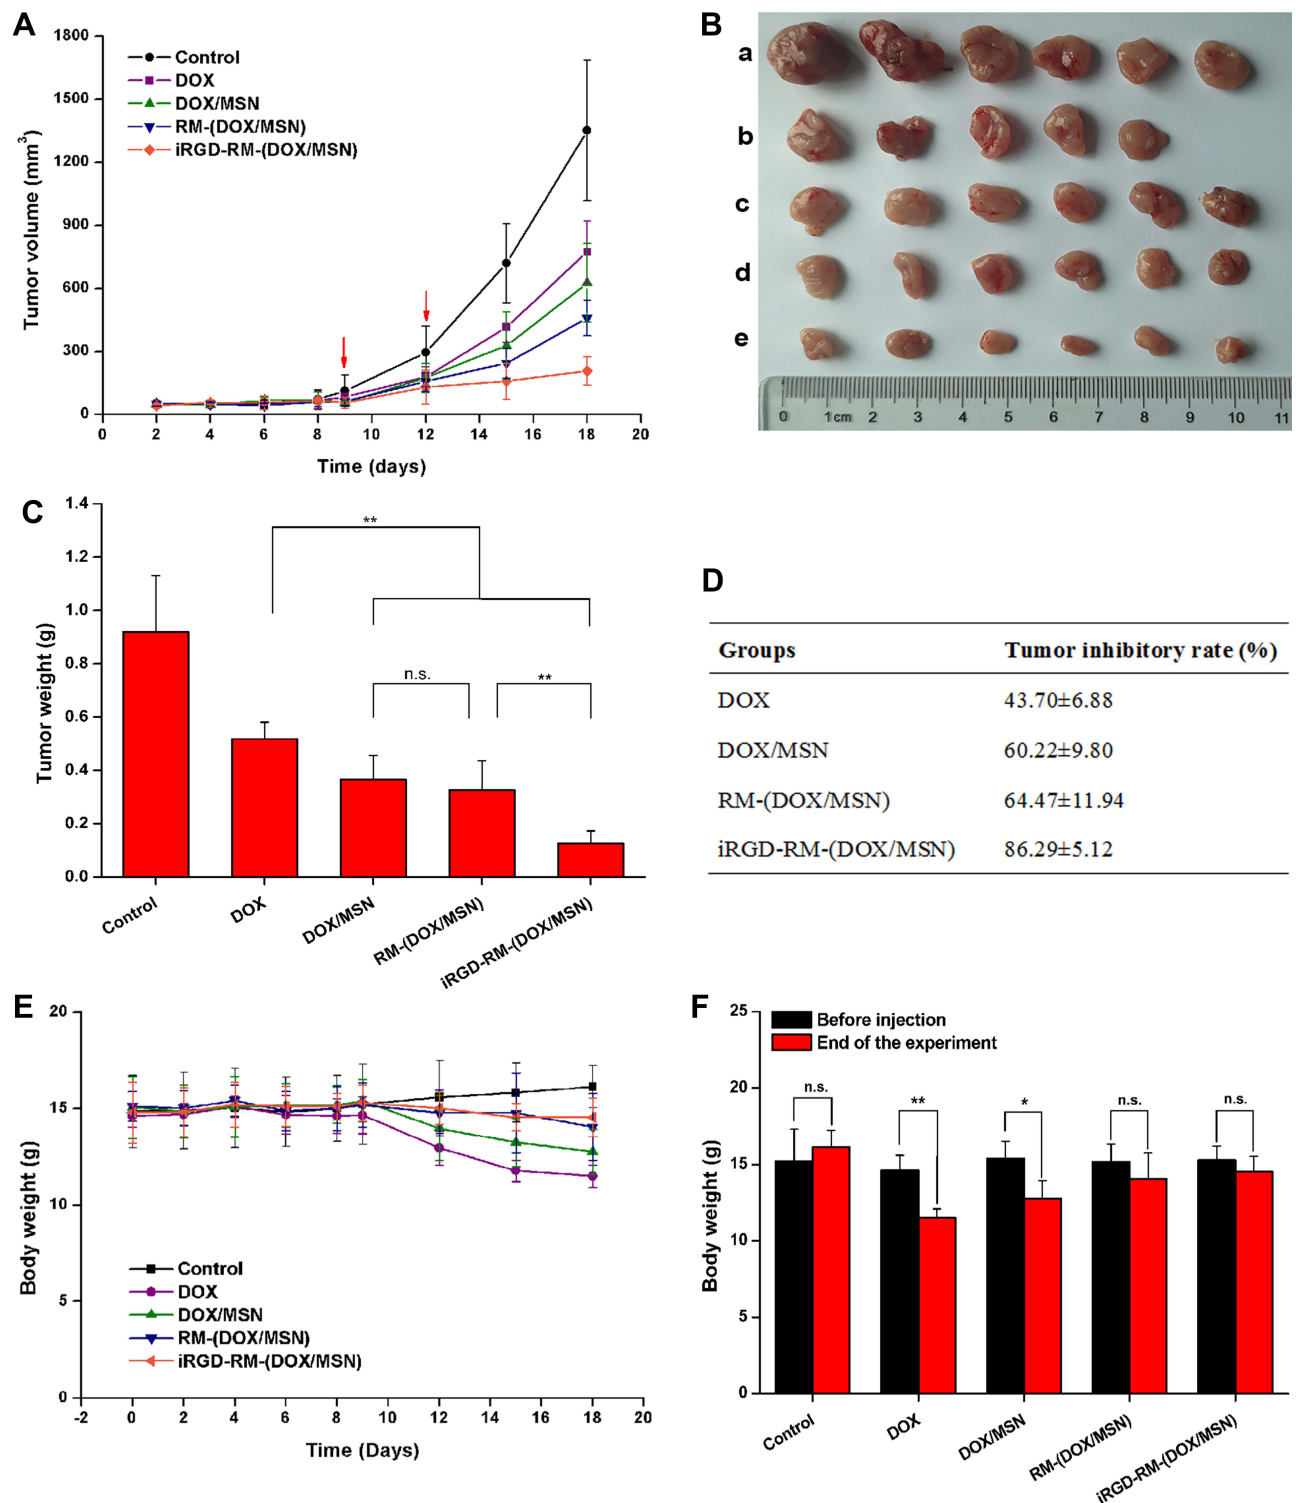 A
1800
1500
1200
900
600
300
0
Tumor volume (mm³)
Control
DOX
DOX/MSN
RM-(DOX/MSN)
iRGD-RM-(DOX/MSN)
0 2 4 6 8 10 12 14 16 18 20
Time (days)
B
a
b
c
d
e
0 1cm 2 3 4 5 6 7 8 9 10 11
C
1.4
1.2
1.0
0.8
0.6
0.4
0.2
0.0
Tumor weight (g)
**
n.s.
**
Control
DOX
DOX/MSN
RM-(DOX/MSN)
iRGD-RM-(DOX/MSN)
D
Groups Tumor inhibitory rate (%)
DOX 43.70±6.88
DOX/MSN 60.22±9.80
RM-(DOX/MSN) 64.47±11.94
iRGD-RM-(DOX/MSN) 86.29±5.12
E
20
15
10
5
0
Body weight (g)
Control
DOX
DOX/MSN
RM-(DOX/MSN)
iRGD-RM-(DOX/MSN)
-2 0 2 4 6 8 10 12 14 16 18 20
Time (Days)
F
25
20
15
10
5
0
Body weight (g)
Before injection
End of the experiment
n.s.
**
*
n.s.
n.s.
Control
DOX
DOX/MSN
RM-(DOX/MSN)
iRGD-RM-(DOX/MSN)